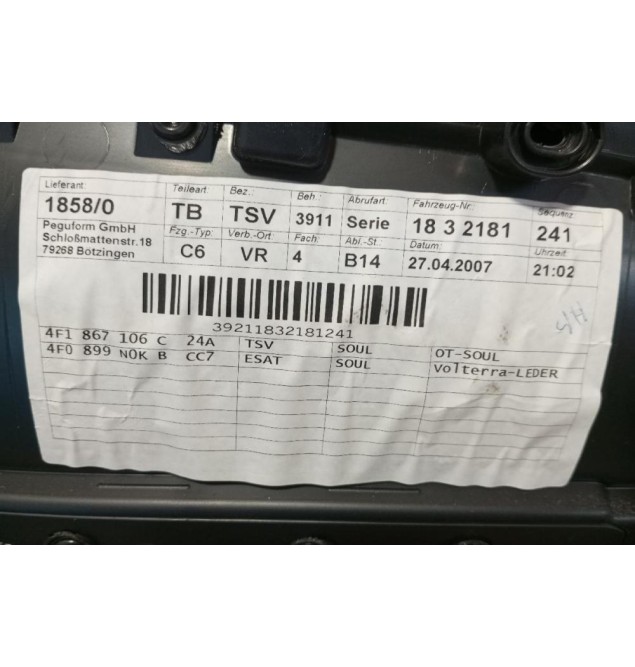 Lieferant: Teileart: Bez.: Beh.: Abrufart: Fahrzeug-Nr.: Sequenz:
1858/0 TB TSV 3911 Serie 18 3 2181 241
Peguform GmbH
Schloßmattenstr.18
79268 Bötzingen
Fzg.-Typ: Verb.-Ort: Fach: Abl.-St.: Datum: Uhrzeit:
C6 VR 4 B14 27.04.2007 21:02
39211832181241
4F1 867 106 C 24A TSV SOUL OT-SOUL
4F0 899 N0K B CC7 ESAT SOUL Volterra-LEDER